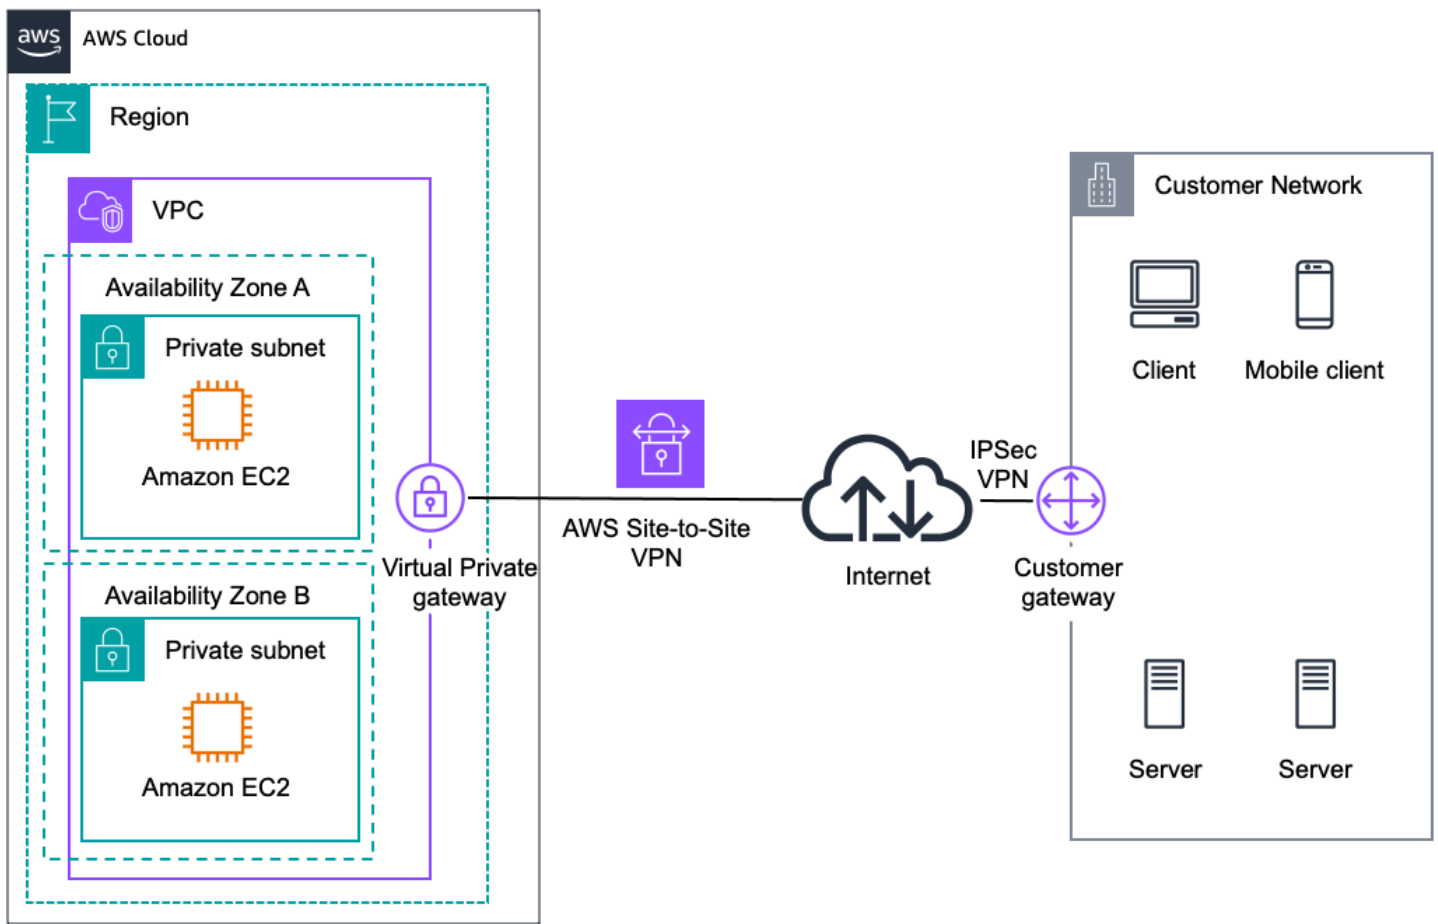 aws
AWS Cloud
Region
VPC
Availability Zone A
Private subnet
Amazon EC2
Availability Zone B
Private subnet
Amazon EC2
Virtual Private
gateway
AWS Site-to-Site
VPN
Internet
IPSec
VPN
Customer
gateway
Customer Network
Client
Mobile client
Server
Server